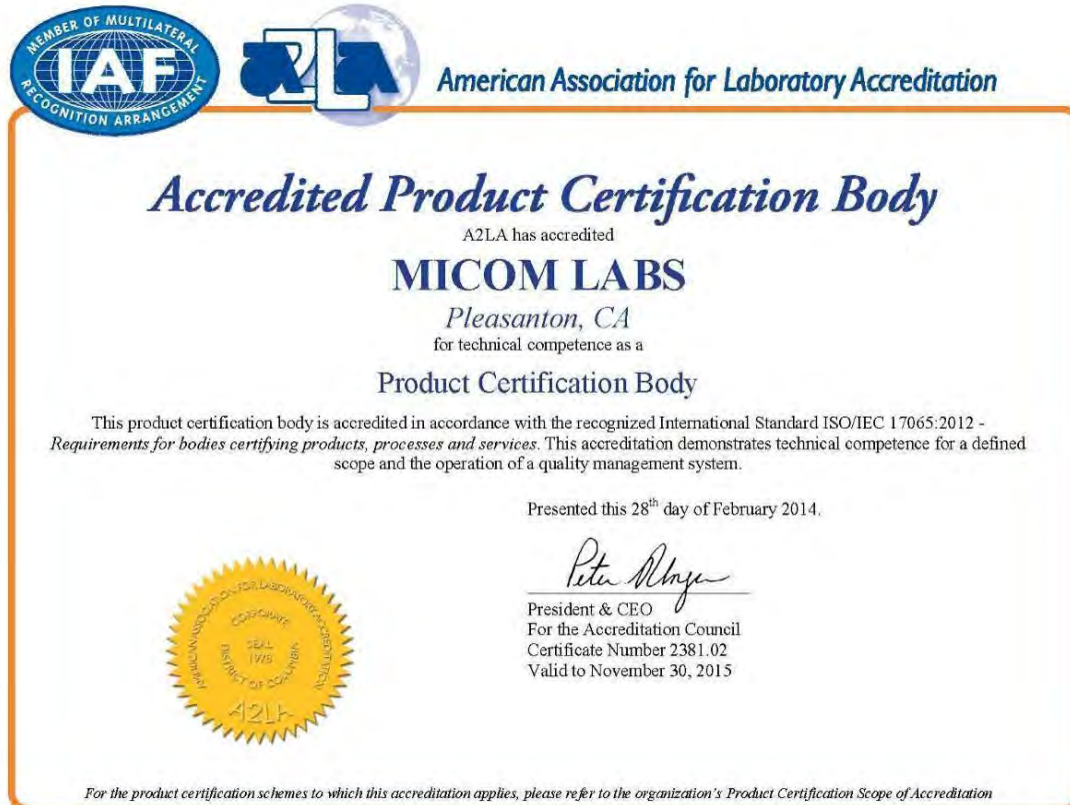 MEMBER OF MULTILATERAL
IAF
RECOGNITION ARRANGEMENT
A2LA
American Association for Laboratory Accreditation
Accredited Product Certification Body
A2LA has accredited
MICOM LABS
Pleasanton, CA
for technical competence as a
Product Certification Body
This product certification body is accredited in accordance with the recognized International Standard ISO/IEC 17065:2012 -
Requirements for bodies certifying products, processes and services. This accreditation demonstrates technical competence for a defined
scope and the operation of a quality management system.
Presented this 28th day of February 2014.
President & CEO
For the Accreditation Council
Certificate Number 2381.02
Valid to November 30, 2015
AMERICAN ASSOCIATION FOR LABORATORY ACCREDITATION
CORPORATE
SEAL
1978
DISTRICT OF COLUMBIA
A2LA
For the product certification schemes to which this accreditation applies, please refer to the organization's Product Certification Scope of Accreditation